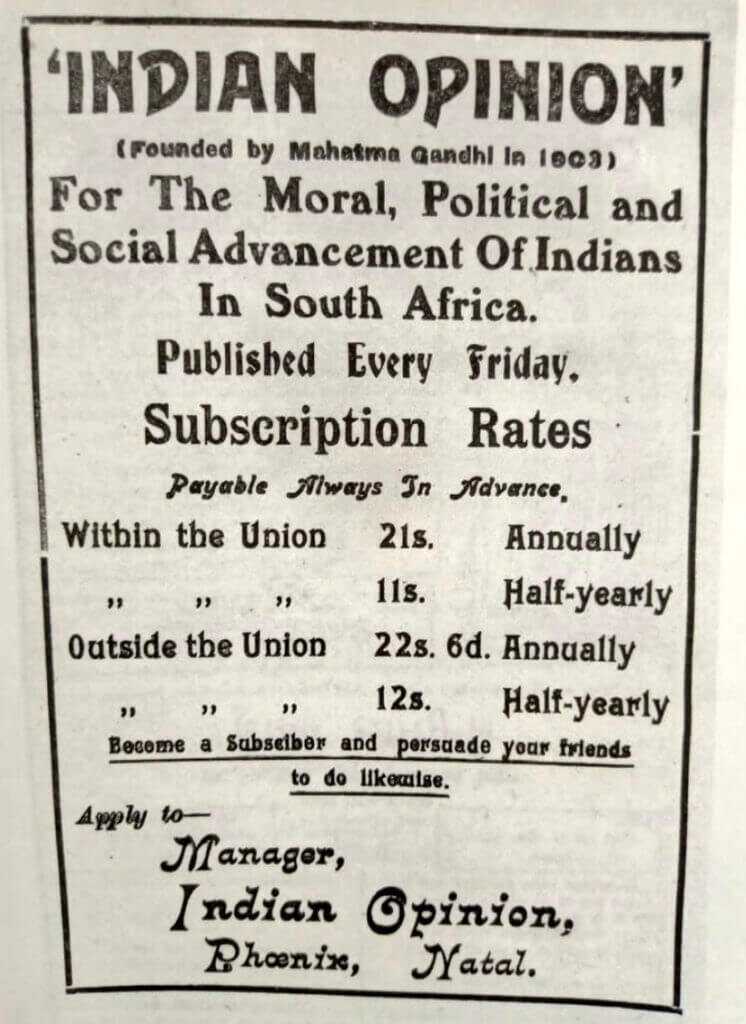 'INDIAN OPINION'
(Founded by Mahatma Gandhi in 1903)
For The Moral, Political and
Social Advancement Of Indians
In South Africa.
Published Every Friday.
Subscription Rates
Payable Always In Advance.
Within the Union 21s. Annually
„ „ „ 11s. Half-yearly
Outside the Union 22s. 6d. Annually
„ „ „ 12s. Half-yearly
Become a Subsciber and persuade your friends
to do likewise.
Apply to—
Manager,
Indian Opinion,
Phœnix, Natal.